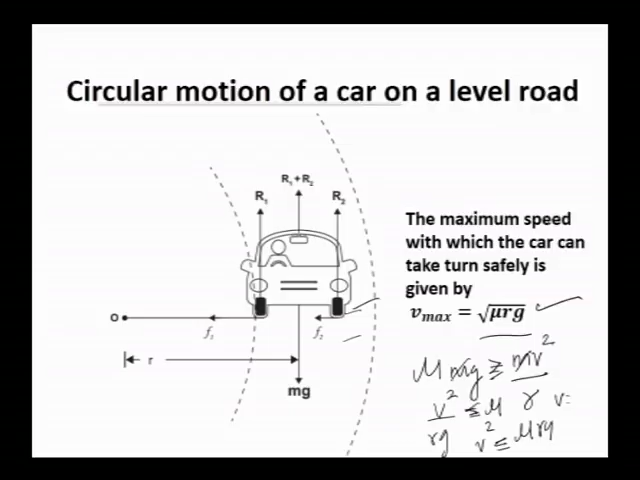 Circular motion of a car on a level road
R₁+R₂
R₁ R₂
The maximum speed
with which the car can
take turn safely is
given by
v_max = √μrg
o
f₁ f₂
r
mg
μ mg ≥ mv²
v² ≤ μ r v=
rg v² ≤ μrg